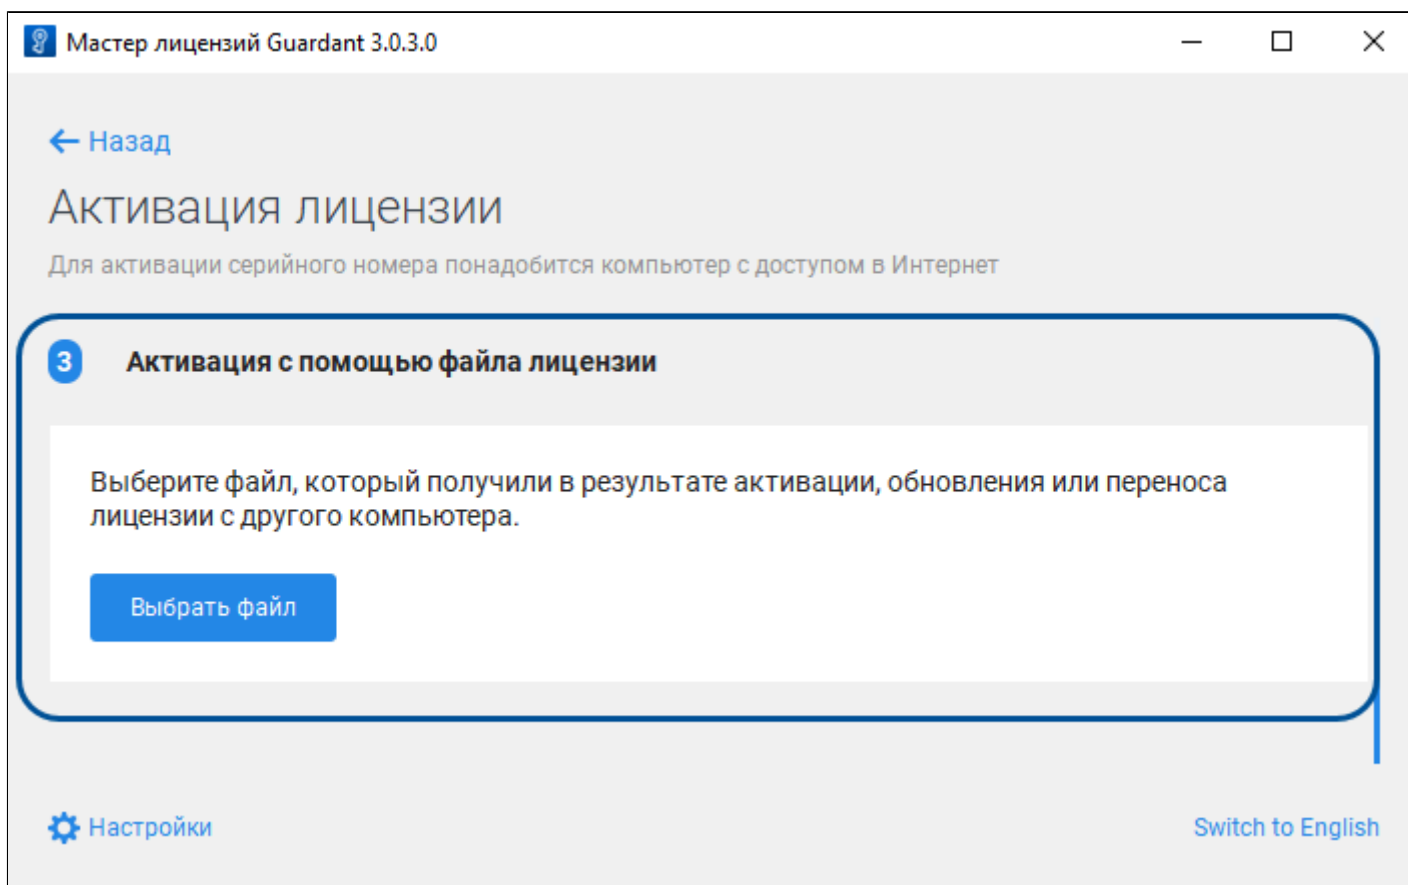 Мастер лицензий Guardant 3.0.3.0
Назад
Активация лицензии
Для активации серийного номера понадобится компьютер с доступом в Интернет
3 Активация с помощью файла лицензии
Выберите файл, который получили в результате активации, обновления или переноса
лицензии с другого компьютера.
Выбрать файл
Настройки Switch to English